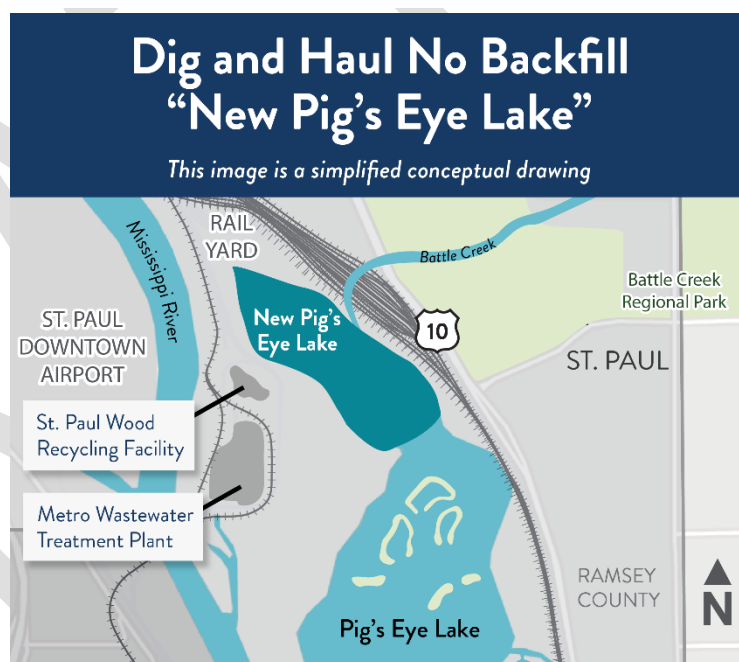 Dig and Haul No Backfill
“New Pig’s Eye Lake”
This image is a simplified conceptual drawing
RAIL
YARD
Mississippi River
Battle Creek
Battle Creek
Regional Park
New Pig's
Eye Lake
10
ST. PAUL
DOWNTOWN
AIRPORT
ST. PAUL
St. Paul Wood
Recycling Facility
Metro Wastewater
Treatment Plant
RAMSEY
COUNTY
N
Pig's Eye Lake